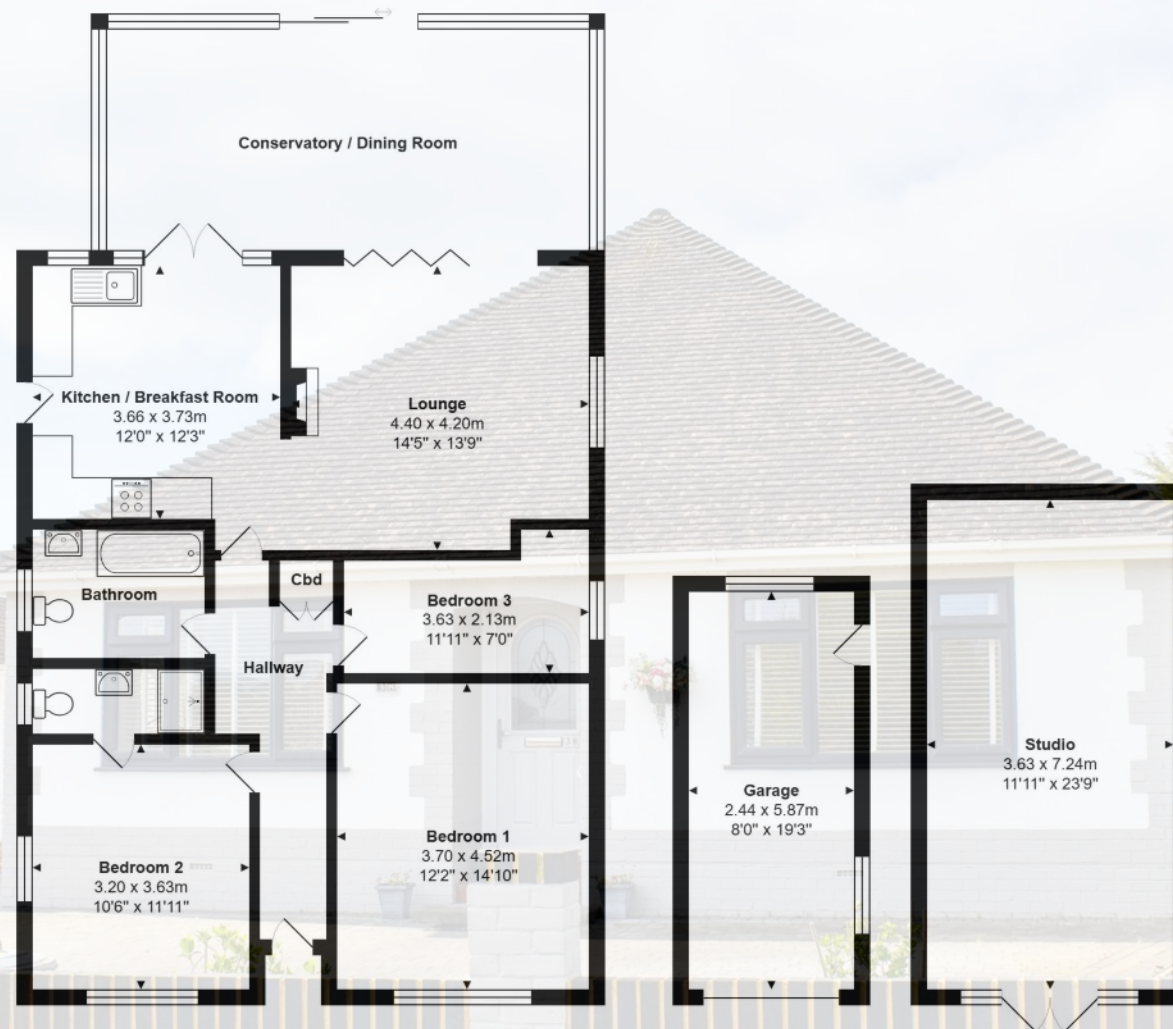 Conservatory / Dining Room
Kitchen / Breakfast Room
3.66 x 3.73m
12'0" x 12'3"
Lounge
4.40 x 4.20m
14'5" x 13'9"
Cbd
Bathroom
Bedroom 3
3.63 x 2.13m
11'11" x 7'0"
Hallway
Studio
3.63 x 7.24m
11'11" x 23'9"
Garage
2.44 x 5.87m
8'0" x 19'3"
Bedroom 1
3.70 x 4.52m
12'2" x 14'10"
Bedroom 2
3.20 x 3.63m
10'6" x 11'11"